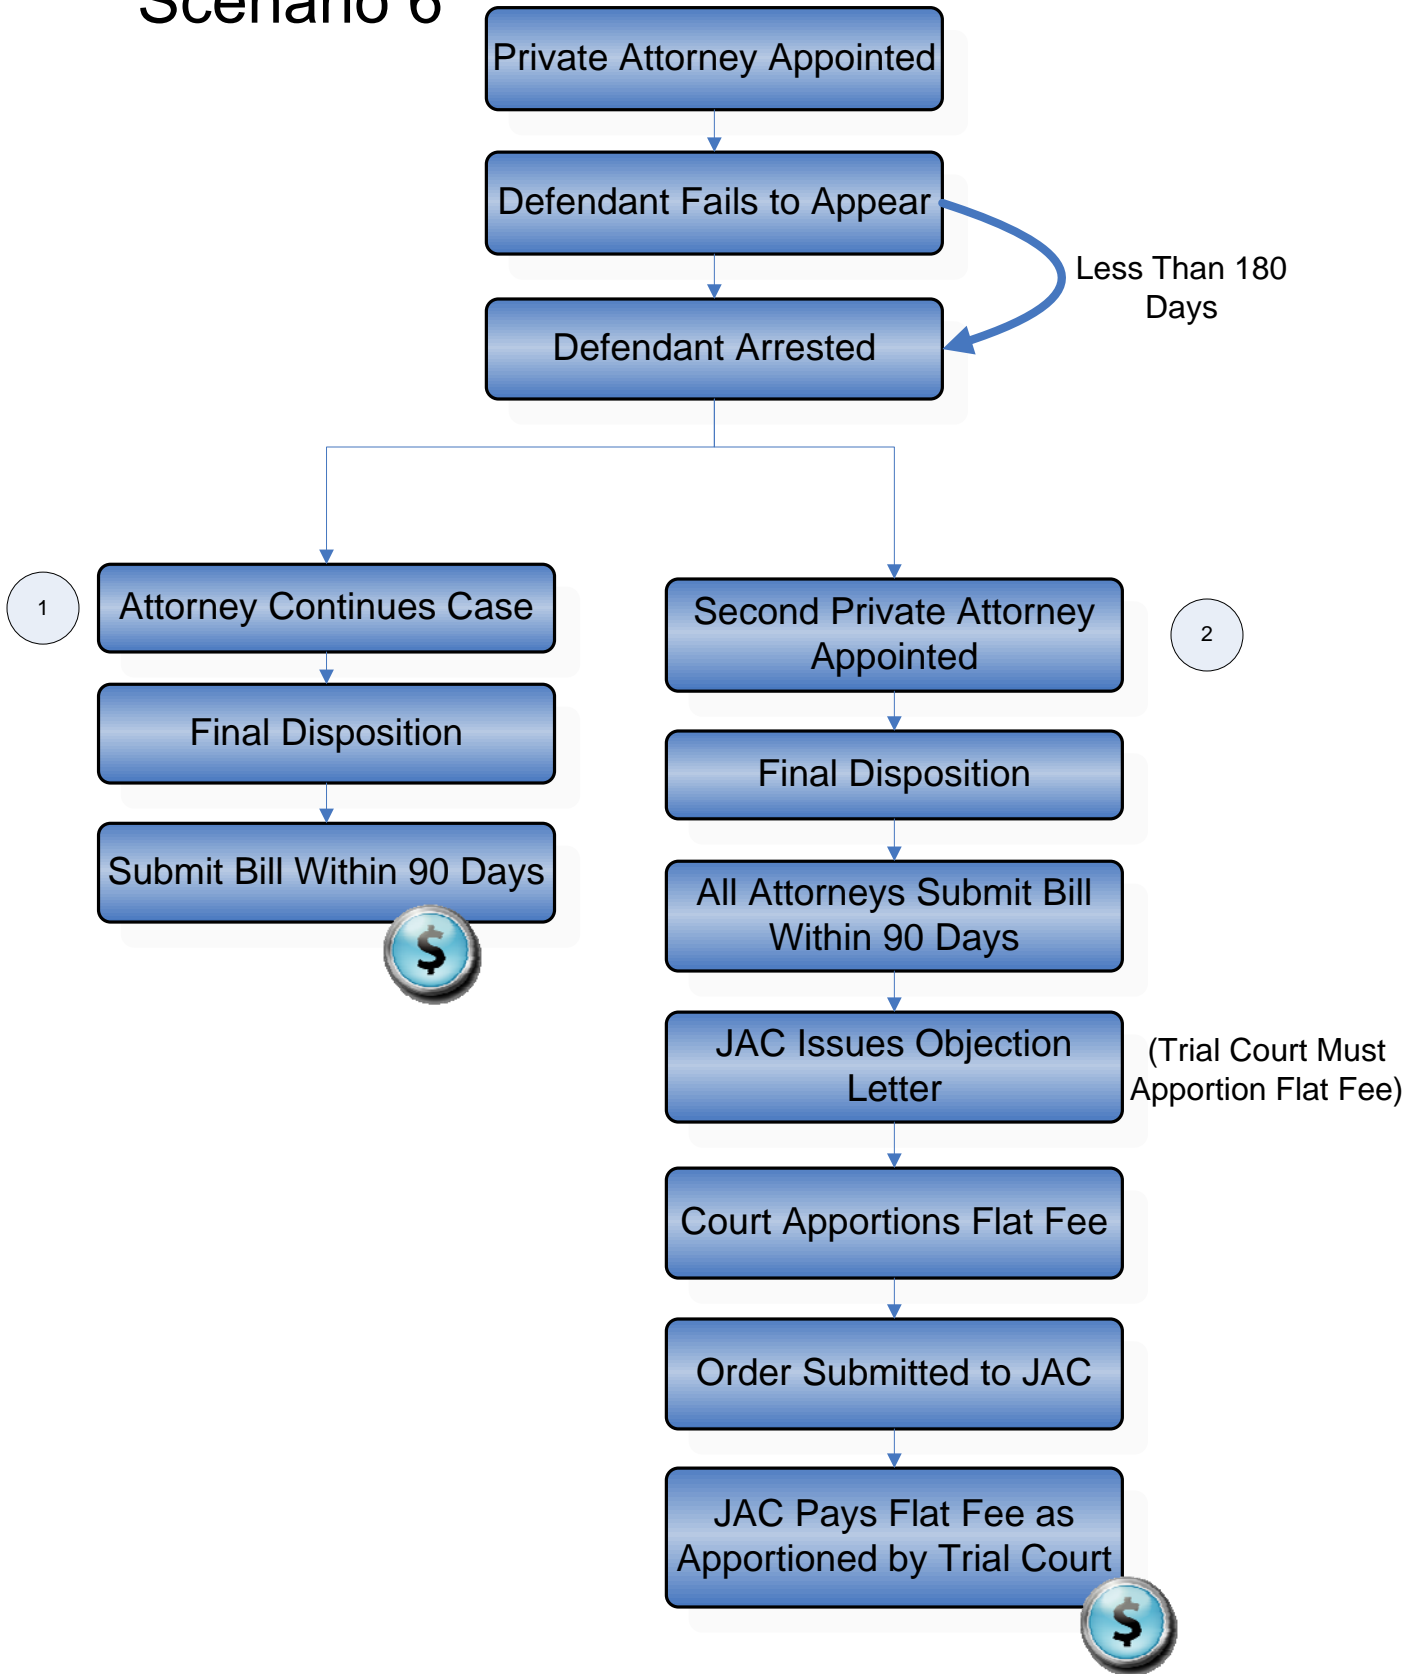 Scenario 6
Private Attorney Appointed
Defendant Fails to Appear
Less Than 180
Days
Defendant Arrested
1
Attorney Continues Case
Final Disposition
Submit Bill Within 90 Days
$
Second Private Attorney
Appointed
2
Final Disposition
All Attorneys Submit Bill
Within 90 Days
JAC Issues Objection
Letter
(Trial Court Must
Apportion Flat Fee)
Court Apportions Flat Fee
Order Submitted to JAC
JAC Pays Flat Fee as
Apportioned by Trial Court
$